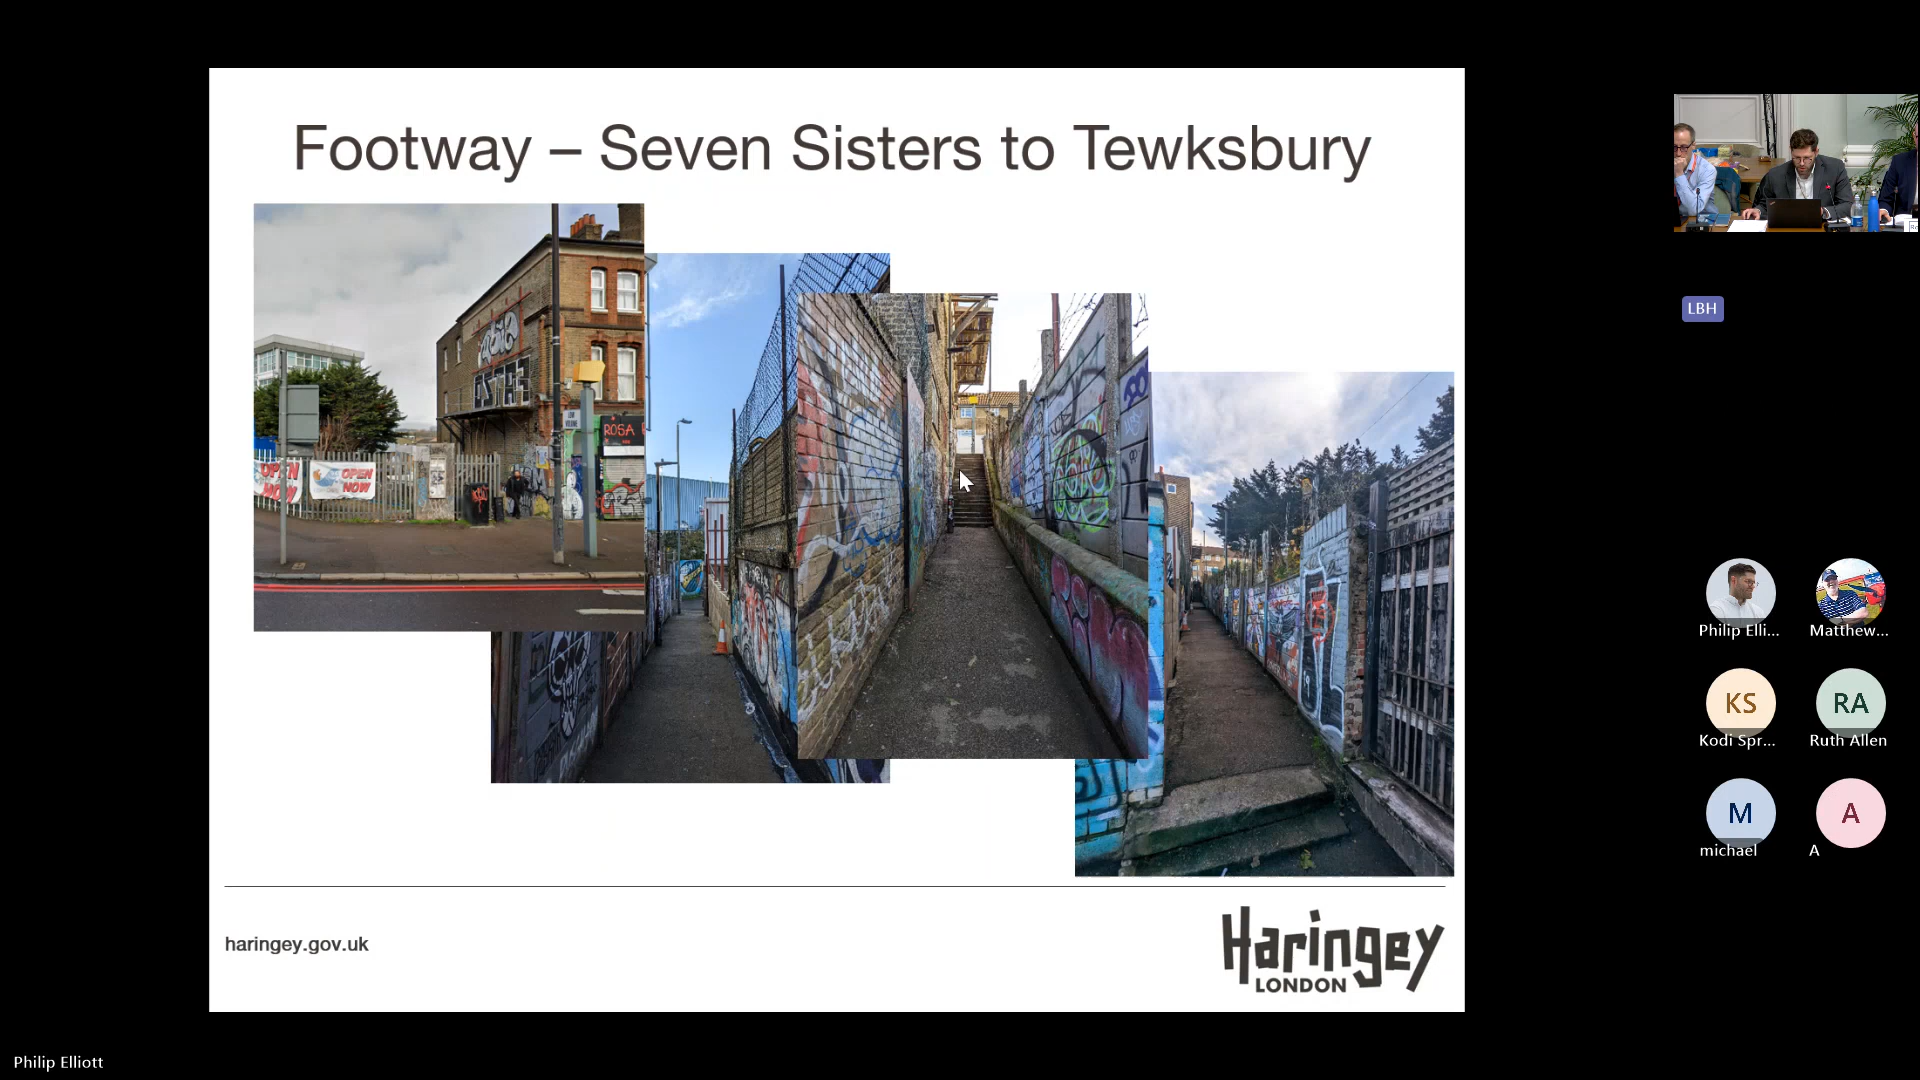 Footway – Seven Sisters to Tewksbury
ROSA
OPEN
NOW
OPEN
NOW
haringey.gov.uk
Haringey
LONDON
LBH
Philip Elli...
Matthew...
KS
RA
Kodi Spr...
Ruth Allen
M
A
michael
A
Philip Elliott